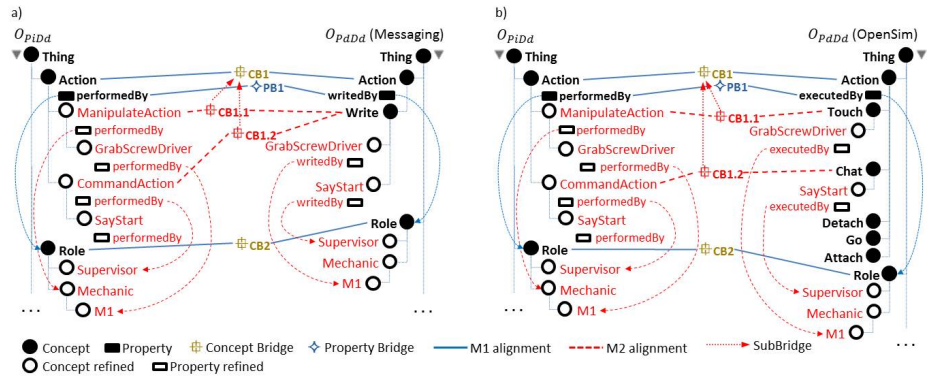 a)
O_PiDd
O_PdDd (Messaging)
Thing
Thing
Action
CB1
Action
performedBy
PB1
writedBy
ManipulateAction
CB1.1
Write
performedBy
CB1.2
GrabScrewDriver
GrabScrewDriver
performedBy
writedBy
CommandAction
SayStart
performedBy
writedBy
SayStart
performedBy
Role
Role
CB2
Supervisor
Supervisor
Mechanic
Mechanic
M1
M1
...
...
b)
O_PiDd
O_PdDd (OpenSim)
Thing
Thing
Action
CB1
Action
performedBy
PB1
executedBy
ManipulateAction
CB1.1
Touch
performedBy
GrabScrewDriver
GrabScrewDriver
executedBy
performedBy
CB1.2
Chat
CommandAction
SayStart
performedBy
executedBy
SayStart
Detach
performedBy
Go
Role
CB2
Attach
Supervisor
Role
Mechanic
Supervisor
M1
Mechanic
M1
...
...
Concept Property Concept Bridge Property Bridge M1 alignment M2 alignment SubBridge
Concept refined Property refined